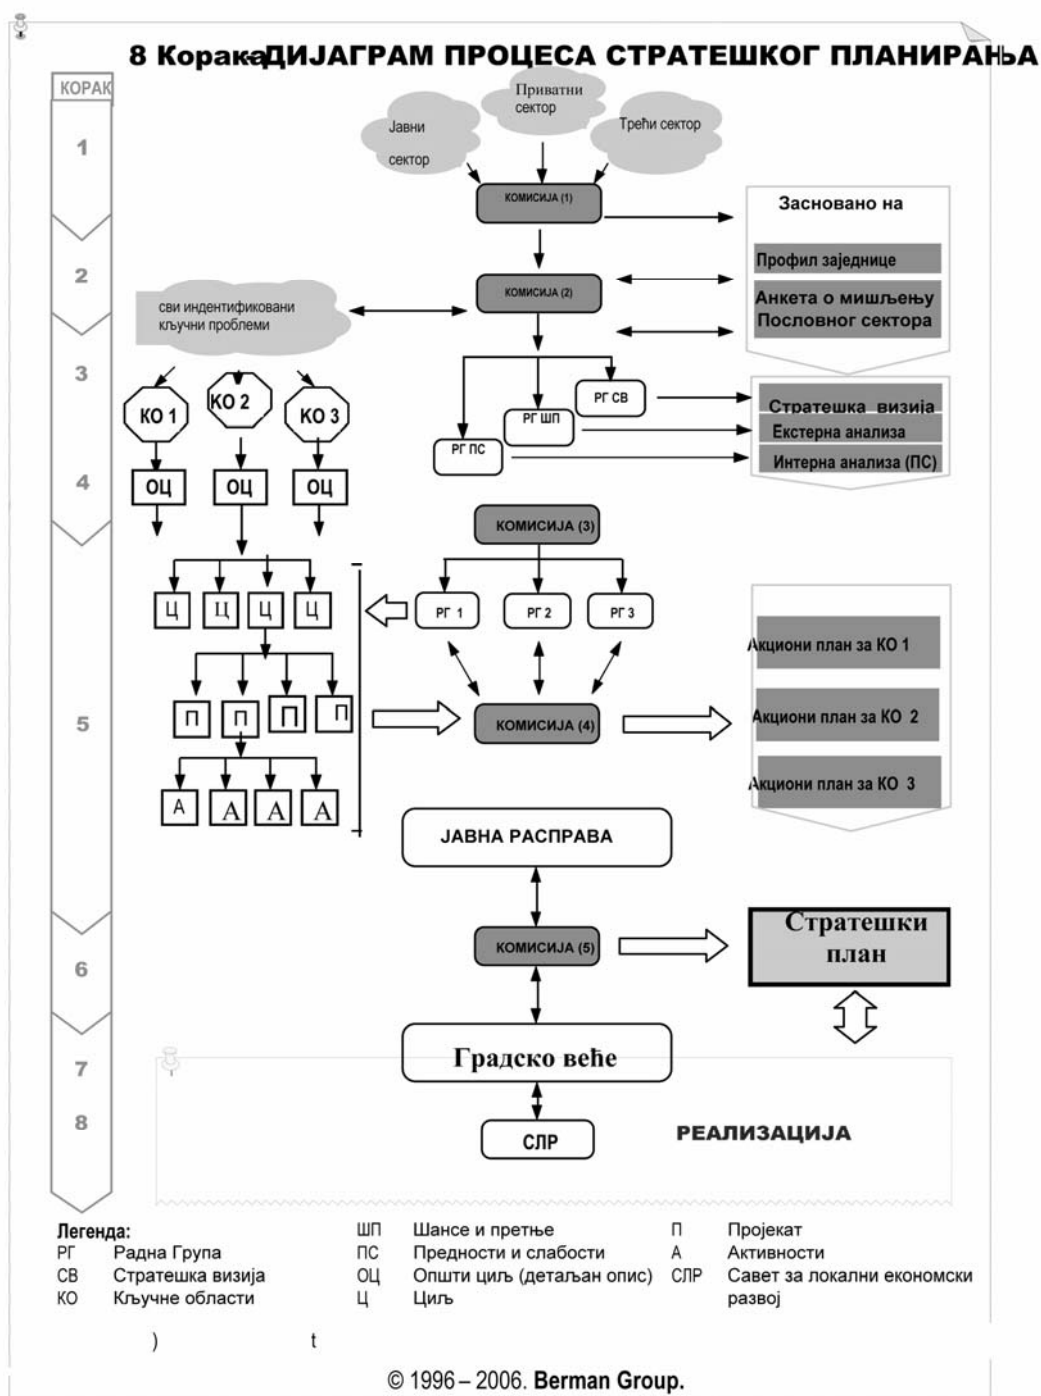 8 Корака-ДИЈАГРАМ ПРОЦЕСА СТРАТЕШКОГ ПЛАНИРАЊА
КОРАК
1
2
3
4
5
6
7
8
Приватни
сектор
Јавни
сектор
Трећи сектор
КОМИСИЈА (1)
Засновано на
Профил заједнице
Анкета о мишљењу
Пословног сектора
КОМИСИЈА (2)
сви индентификовани
кључни проблеми
КО 1
КО 2
КО 3
РГ СВ
РГ ШП
РГ ПС
Стратешка визија
Екстерна анализа
Интерна анализа (ПС)
ОЦ
ОЦ
ОЦ
КОМИСИЈА (3)
Ц
Ц
Ц
Ц
РГ 1
РГ 2
РГ 3
Акциони план за КО 1
П
П
П
П
КОМИСИЈА (4)
Акциони план за КО 2
Акциони план за КО 3
А
А
А
А
ЈАВНА РАСПРАВА
КОМИСИЈА (5)
Стратешки
план
Градско веће
СЛР
РЕАЛИЗАЦИЈА
Легенда:
РГ Радна Група
СВ Стратешка визија
КО Кључне области
ШП Шансе и претње
ПС Предности и слабости
ОЦ Општи циљ (детаљан опис)
Ц Циљ
П Пројекат
А Активности
СЛР Савет за локални економски
развој
) t
© 1996 – 2006. Berman Group.